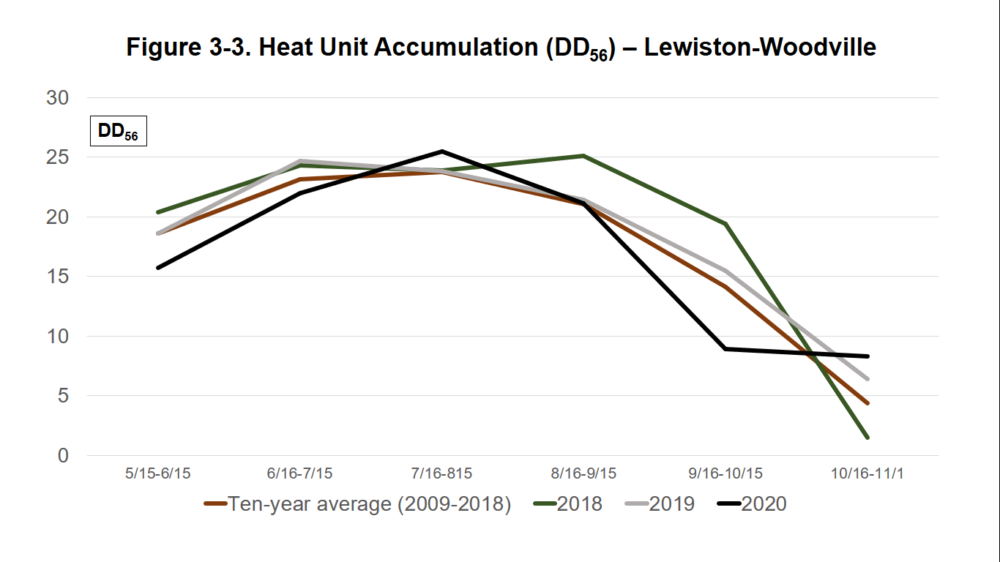 Figure 3-3. Heat Unit Accumulation (DD56) – Lewiston-Woodville
30
DD56
25
20
15
10
5
0
5/15-6/15 6/16-7/15 7/16-815 8/16-9/15 9/16-10/15 10/16-11/1
Ten-year average (2009-2018) 2018 2019 2020